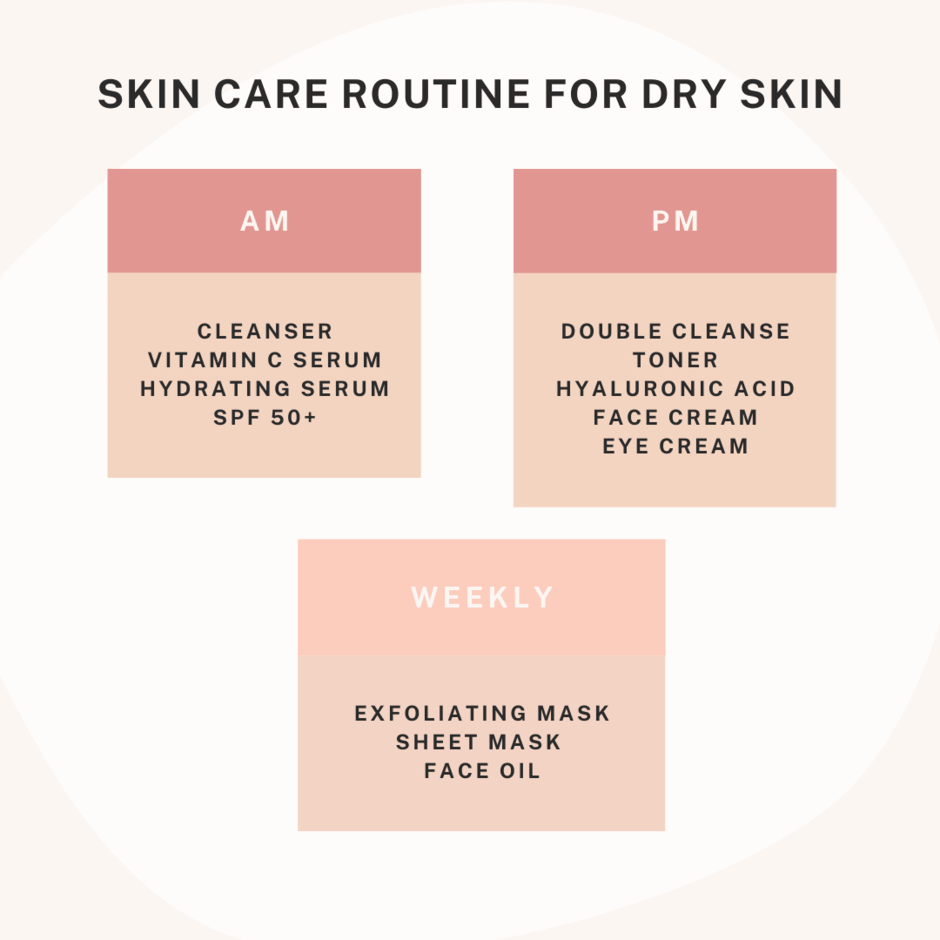 SKIN CARE ROUTINE FOR DRY SKIN
AM
CLEANSER
VITAMIN C SERUM
HYDRATING SERUM
SPF 50+
PM
DOUBLE CLEANSE
TONER
HYALURONIC ACID
FACE CREAM
EYE CREAM
WEEKLY
EXFOLIATING MASK
SHEET MASK
FACE OIL